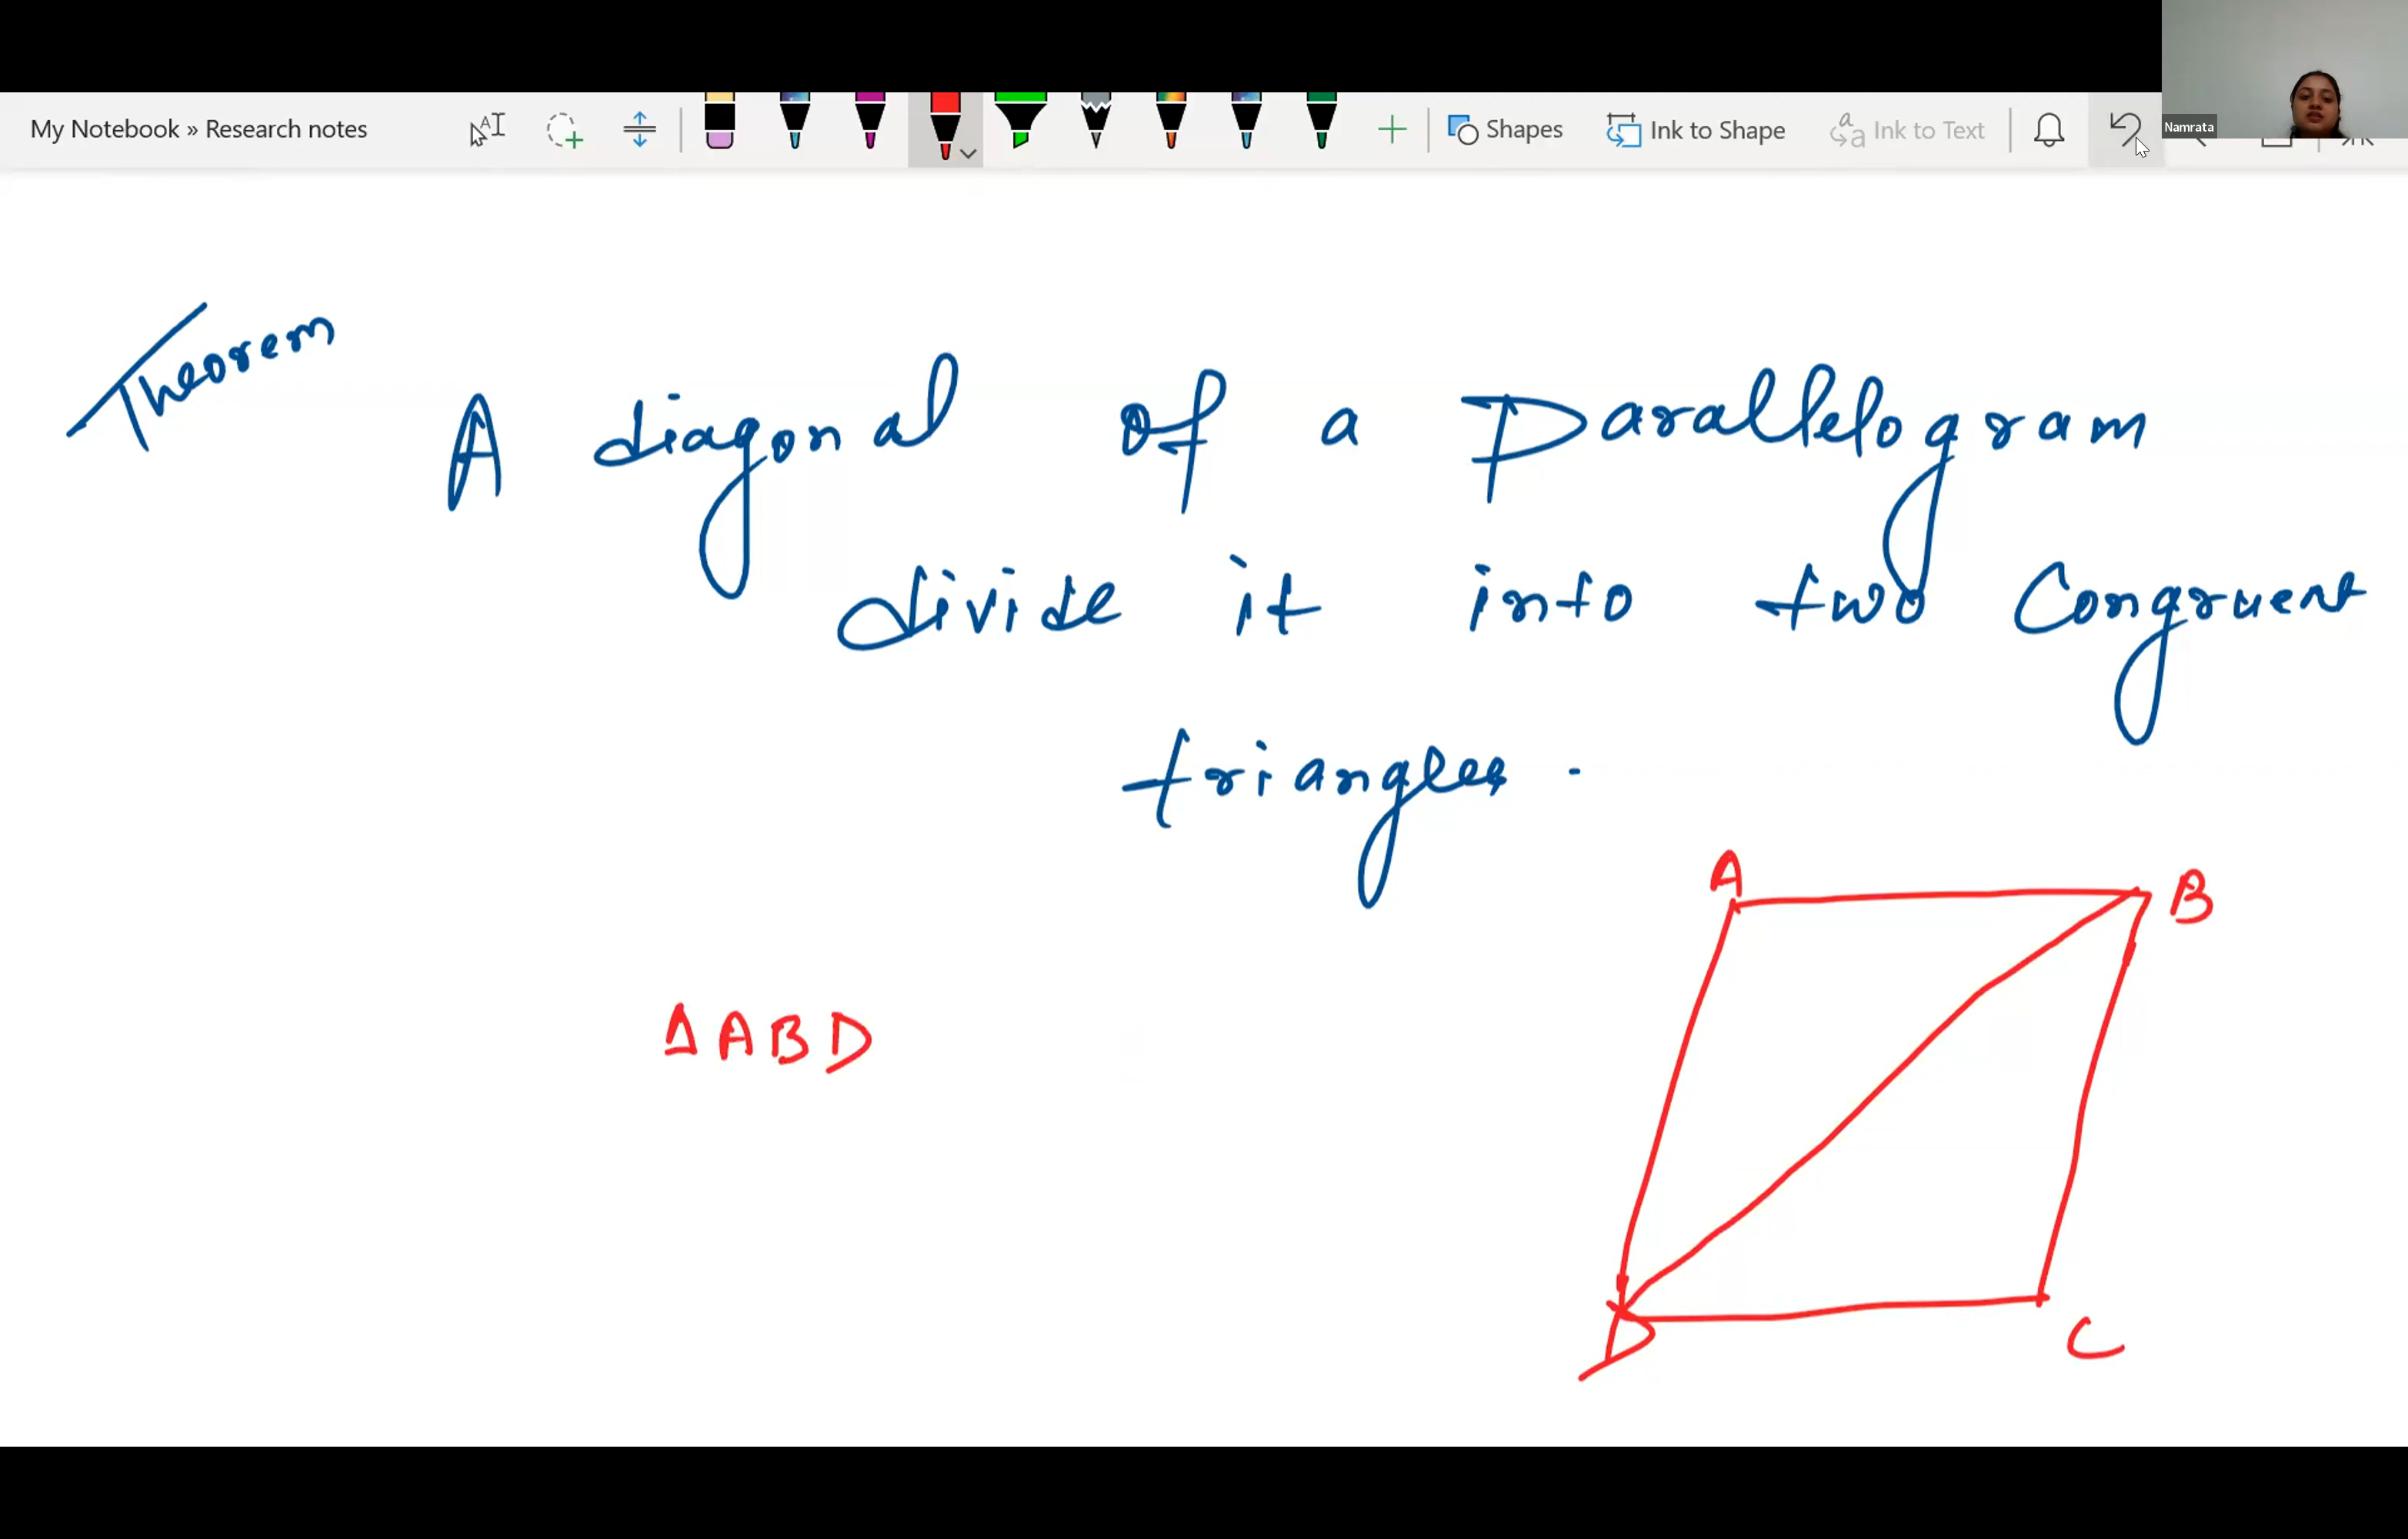 My Notebook » Research notes
Shapes
Ink to Shape
Ink to Text
Namrata
Theorem
A diagonal of a Parallelogram
divide it into two Congruent
triangles .
A
B
Δ ABD
D
C